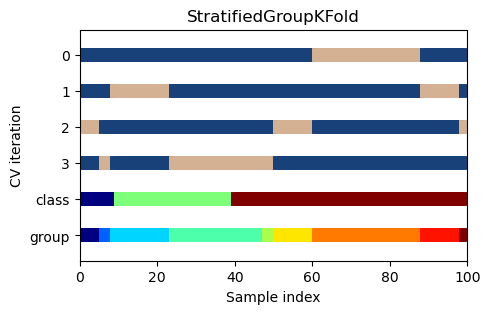 StratifiedGroupKFold
CV iteration
0
1
2
3
class
group
0 20 40 60 80 100
Sample index